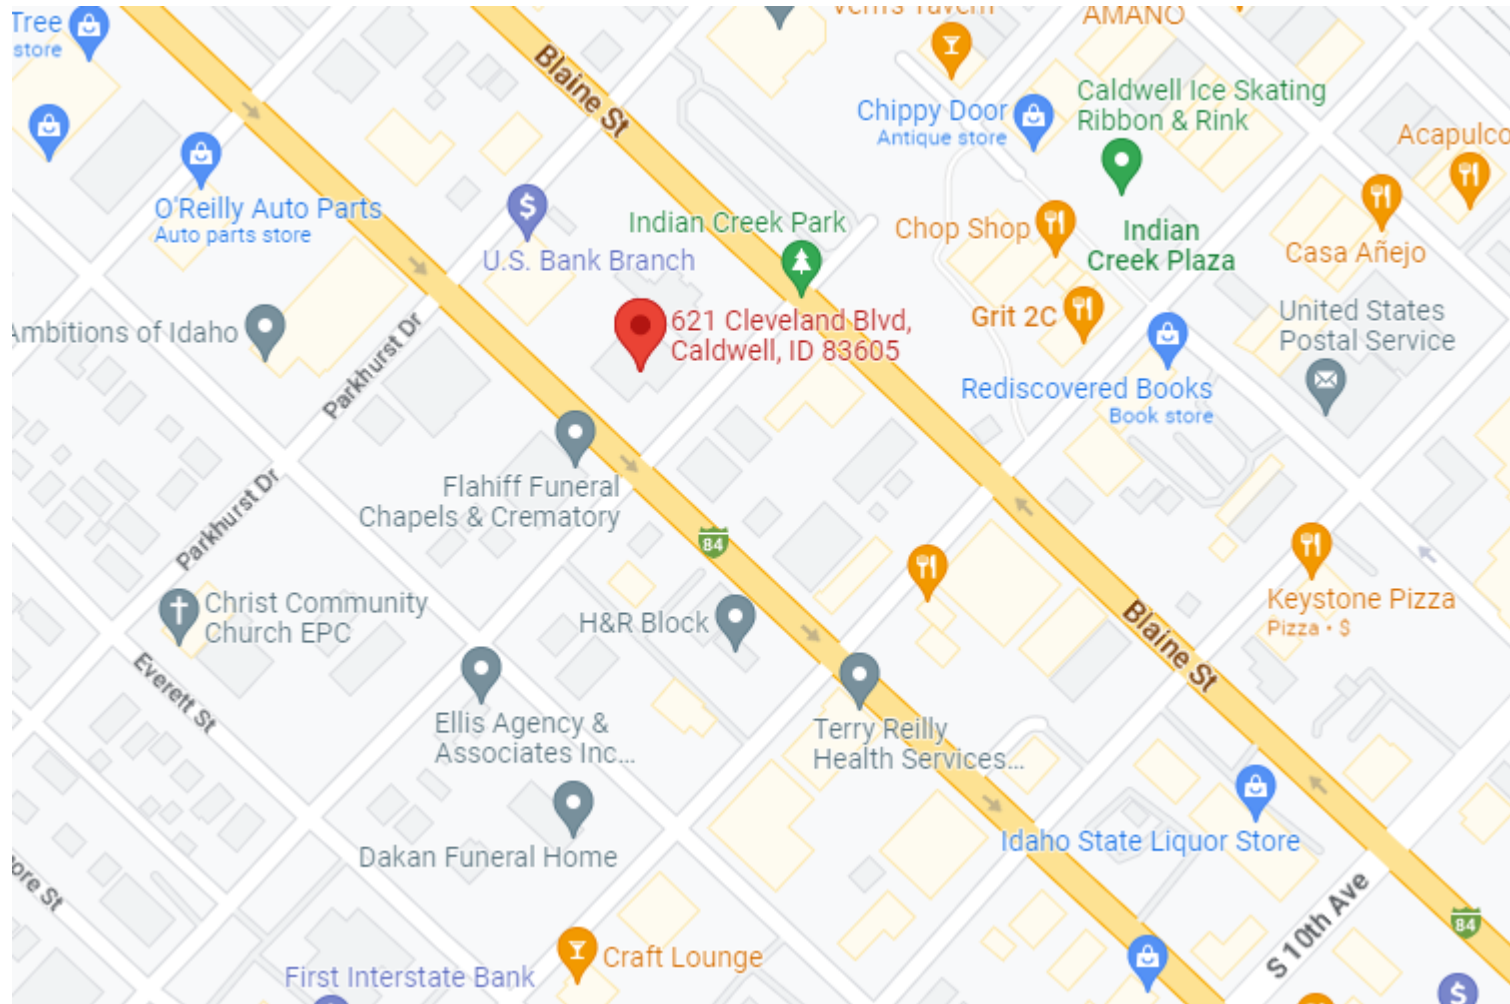 Tree
store
Vern's Tavern
AMANO
Blaine St
Chippy Door
Antique store
Caldwell Ice Skating
Ribbon & Rink
Acapulco
O'Reilly Auto Parts
Auto parts store
U.S. Bank Branch
Indian Creek Park
Chop Shop
Indian
Creek Plaza
Casa Añejo
Ambitions of Idaho
621 Cleveland Blvd,
Caldwell, ID 83605
Grit 2C
United States
Postal Service
Parkhurst Dr
Rediscovered Books
Book store
Flahiff Funeral
Chapels & Crematory
Parkhurst Dr
84
Christ Community
Church EPC
H&R Block
Blaine St
Keystone Pizza
Pizza • $
Everett St
Ellis Agency &
Associates Inc...
Terry Reilly
Health Services...
Dakan Funeral Home
Idaho State Liquor Store
ore St
S 10th Ave
84
Craft Lounge
First Interstate Bank